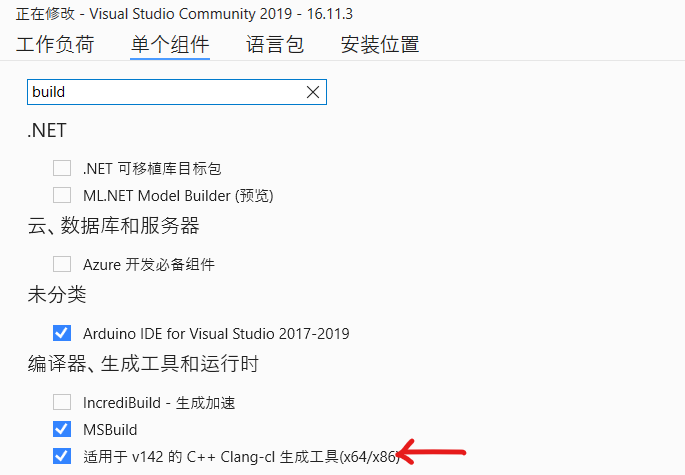 正在修改 - Visual Studio Community 2019 - 16.11.3
工作负荷 单个组件 语言包 安装位置
build
.NET
.NET 可移植库目标包
ML.NET Model Builder (预览)
云、数据库和服务器
Azure 开发必备组件
未分类
Arduino IDE for Visual Studio 2017-2019
编译器、生成工具和运行时
IncrediBuild - 生成加速
MSBuild
适用于 v142 的 C++ Clang-cl 生成工具(x64/x86)